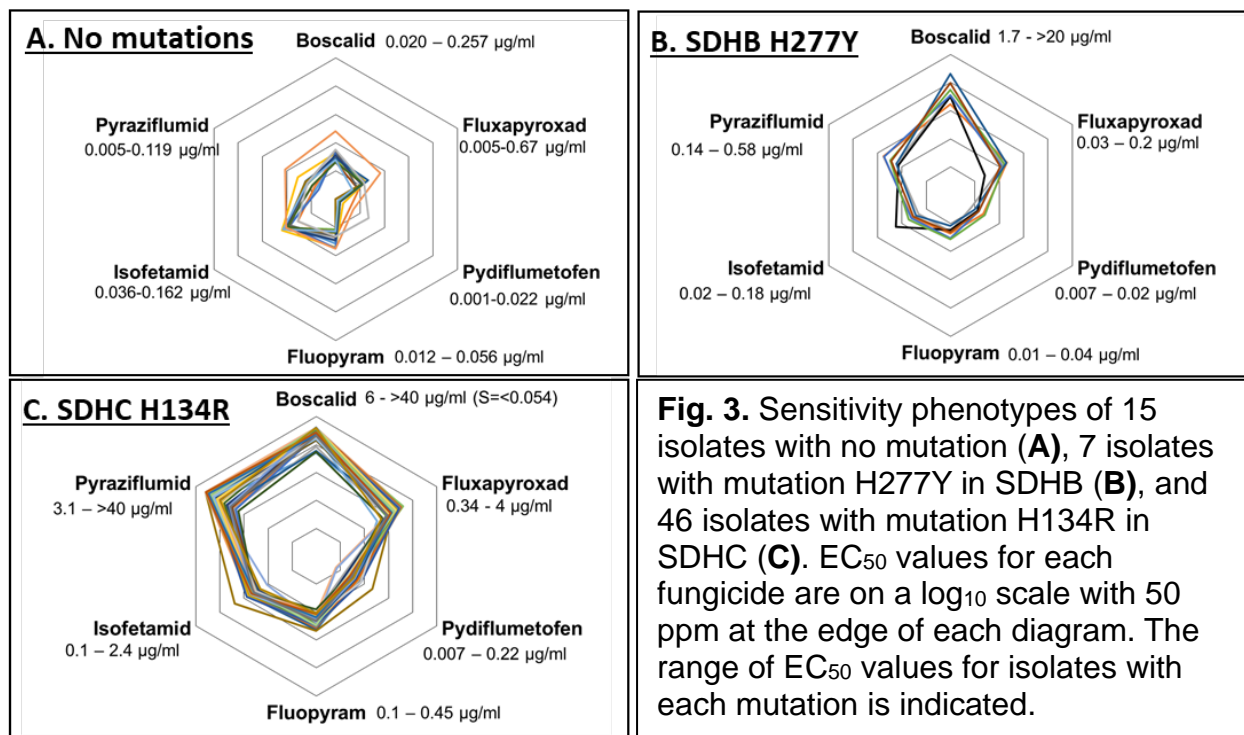 A. No mutations
Boscalid 0.020 – 0.257 µg/ml
Pyraziflumid
0.005-0.119 µg/ml
Fluxapyroxad
0.005-0.67 µg/ml
Isofetamid
0.036-0.162 µg/ml
Pydiflumetofen
0.001-0.022 µg/ml
Fluopyram 0.012 – 0.056 µg/ml
B. SDHB H277Y
Boscalid 1.7 - >20 µg/ml
Pyraziflumid
0.14 – 0.58 µg/ml
Fluxapyroxad
0.03 – 0.2 µg/ml
Isofetamid
0.02 – 0.18 µg/ml
Pydiflumetofen
0.007 – 0.02 µg/ml
Fluopyram 0.01 – 0.04 µg/ml
C. SDHC H134R
Boscalid 6 - >40 µg/ml (S=<0.054)
Pyraziflumid
3.1 – >40 µg/ml
Fluxapyroxad
0.34 - 4 µg/ml
Isofetamid
0.1 – 2.4 µg/ml
Pydiflumetofen
0.007 – 0.22 µg/ml
Fluopyram 0.1 – 0.45 µg/ml
Fig. 3. Sensitivity phenotypes of 15
isolates with no mutation (A), 7 isolates
with mutation H277Y in SDHB (B), and
46 isolates with mutation H134R in
SDHC (C). EC50 values for each
fungicide are on a log10 scale with 50
ppm at the edge of each diagram. The
range of EC50 values for isolates with
each mutation is indicated.